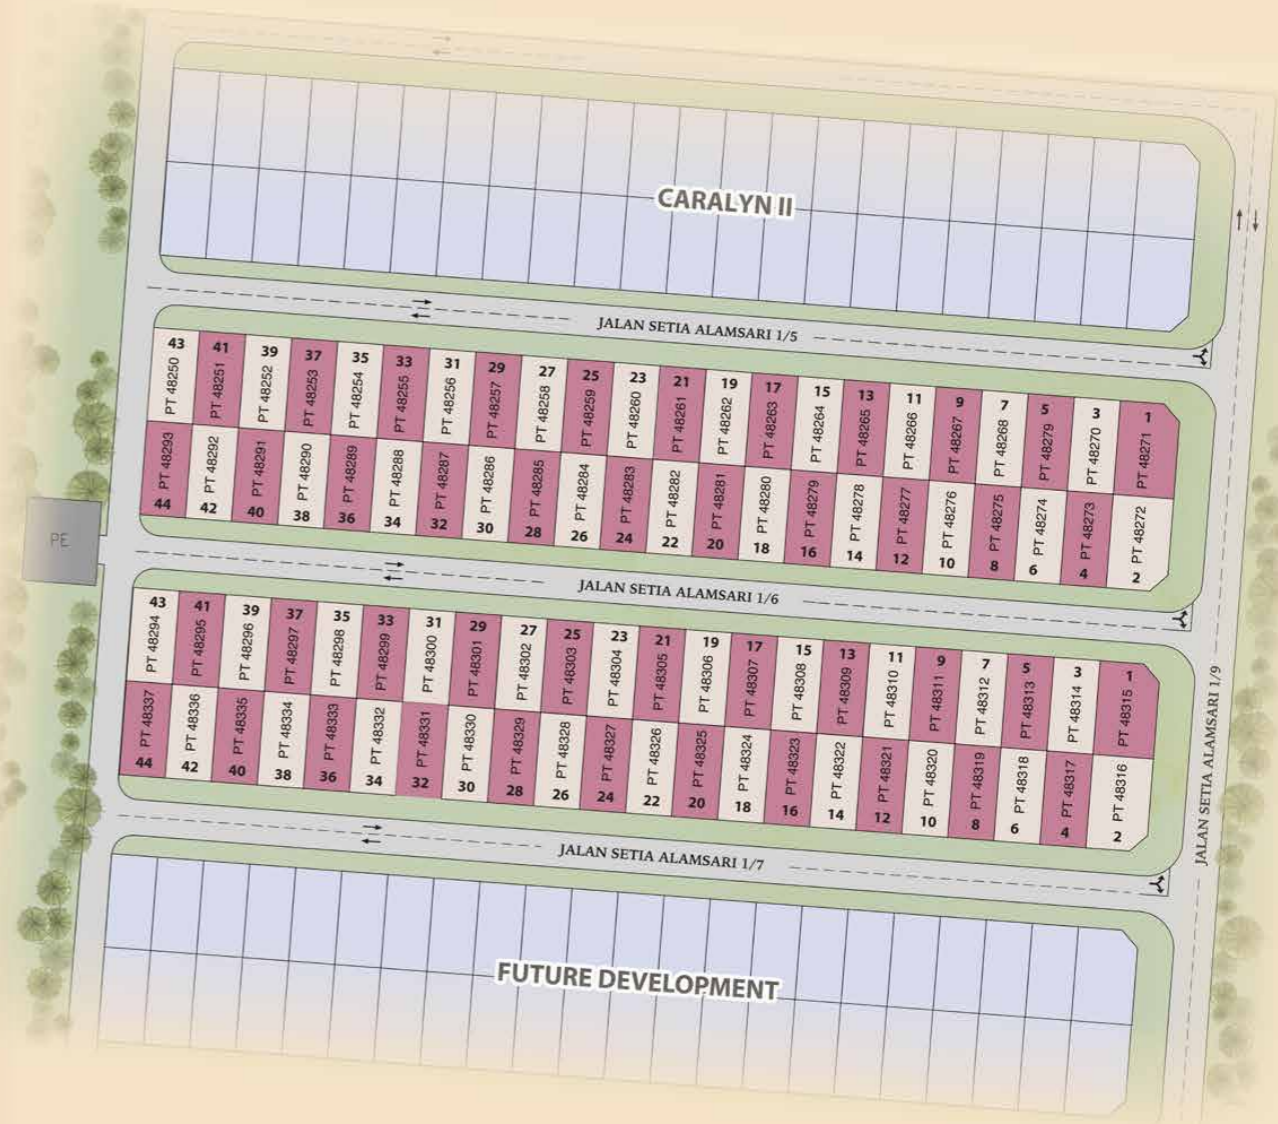 CARALYN II
JALAN SETIA ALAMSARI 1/5
43 41 39 37 35 33 31 29 27 25 23 21 19 17 15 13 11 9 7 5 3 1
PT 48250 PT 48251 PT 48252 PT 48253 PT 48254 PT 48255 PT 48256 PT 48257 PT 48258 PT 48259 PT 48260 PT 48261 PT 48262 PT 48263 PT 48264 PT 48265 PT 48266 PT 48267 PT 48268 PT 48279 PT 48270 PT 48271
PT 48293 PT 48292 PT 48291 PT 48290 PT 48289 PT 48288 PT 48287 PT 48286 PT 48285 PT 48284 PT 48283 PT 48282 PT 48281 PT 48280 PT 48279 PT 48278 PT 48277 PT 48276 PT 48275 PT 48274 PT 48273 PT 48272
44 42 40 38 36 34 32 30 28 26 24 22 20 18 16 14 12 10 8 6 4 2
PE
JALAN SETIA ALAMSARI 1/6
43 41 39 37 35 33 31 29 27 25 23 21 19 17 15 13 11 9 7 5 3 1
PT 48294 PT 48295 PT 48296 PT 48297 PT 48298 PT 48299 PT 48300 PT 48301 PT 48302 PT 48303 PT 48304 PT 48305 PT 48306 PT 48307 PT 48308 PT 48309 PT 48310 PT 48311 PT 48312 PT 48313 PT 48314 PT 48315
PT 48337 PT 48336 PT 48335 PT 48334 PT 48333 PT 48332 PT 48331 PT 48330 PT 48329 PT 48328 PT 48327 PT 48326 PT 48325 PT 48324 PT 48323 PT 48322 PT 48321 PT 48320 PT 48319 PT 48318 PT 48317 PT 48316
44 42 40 38 36 34 32 30 28 26 24 22 20 18 16 14 12 10 8 6 4 2
JALAN SETIA ALAMSARI 1/9
JALAN SETIA ALAMSARI 1/7
FUTURE DEVELOPMENT